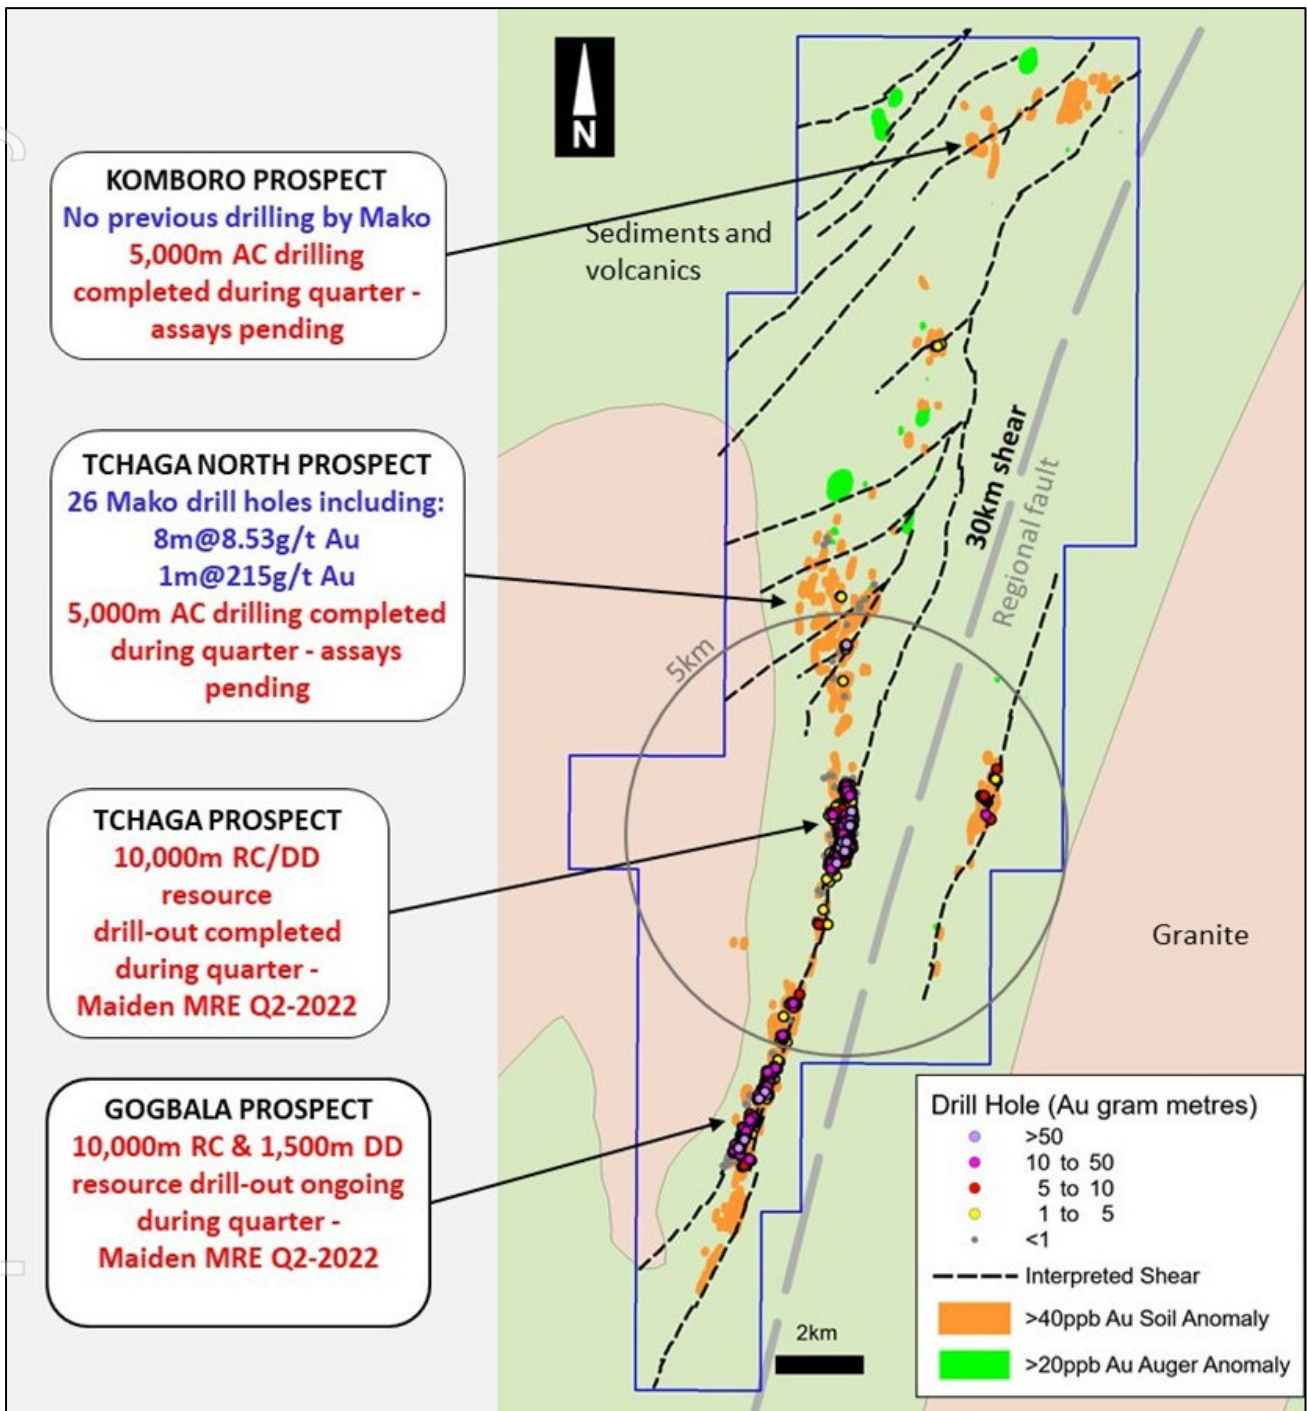 N
KOMBORO PROSPECT
No previous drilling by Mako
5,000m AC drilling
completed during quarter -
assays pending
Sediments and
volcanics
TCHAGA NORTH PROSPECT
26 Mako drill holes including:
8m@8.53g/t Au
1m@215g/t Au
5,000m AC drilling completed
during quarter - assays
pending
30km shear
Regional fault
5km
TCHAGA PROSPECT
10,000m RC/DD
resource
drill-out completed
during quarter -
Maiden MRE Q2-2022
Granite
GOGBALA PROSPECT
10,000m RC & 1,500m DD
resource drill-out ongoing
during quarter -
Maiden MRE Q2-2022
Drill Hole (Au gram metres)
>50
10 to 50
5 to 10
1 to 5
<1
Interpreted Shear
>40ppb Au Soil Anomaly
>20ppb Au Auger Anomaly
2km